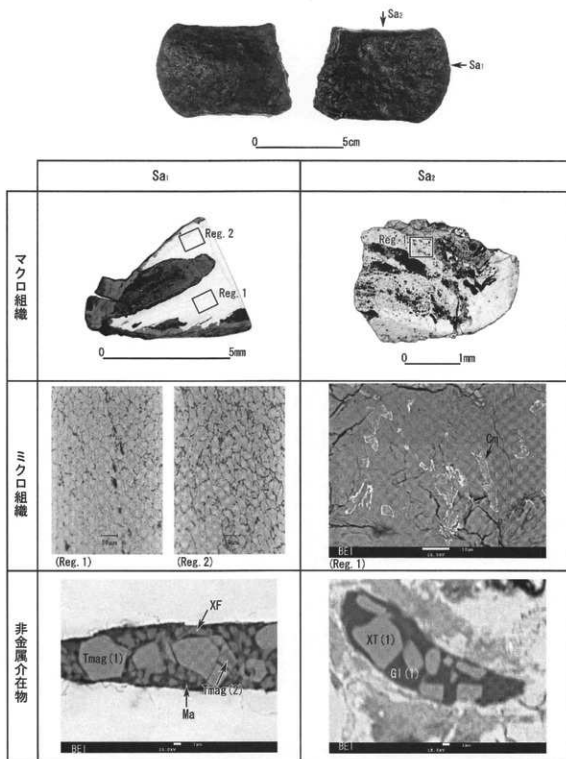 Sa₂
Sa₁
0 5cm
Sa₁ Sa₂
マクロ組織
Reg. 2
Reg. 1
0 5mm
Reg. 1
0 1mm
ミクロ組織
(Reg. 1) (Reg. 2)
Cm
BEI
(Reg. 1)
非金属介在物
XF
Tmag(1)
Tmag(2)
Ma
BEI
XT(1)
Gl(1)
BEI